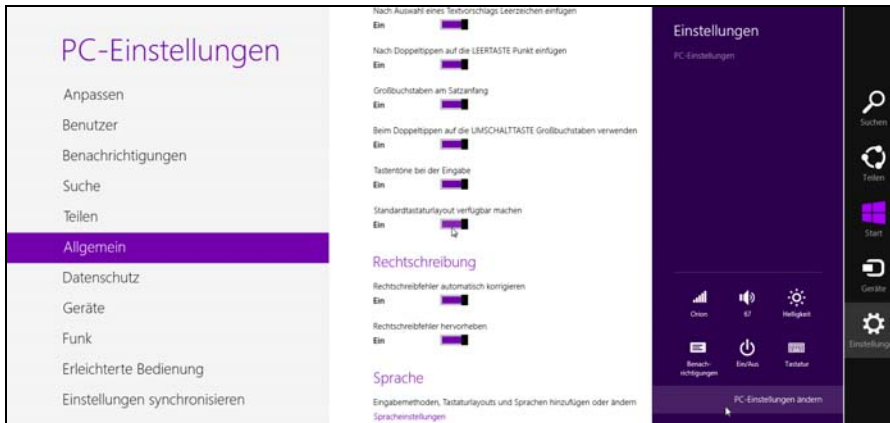 PC-Einstellungen
Anpassen
Benutzer
Benachrichtigungen
Suche
Teilen
Allgemein
Datenschutz
Geräte
Funk
Erleichterte Bedienung
Einstellungen synchronisieren
Nach Auswahl eines Textvorschlags Leerzeichen einfügen
Ein
Nach Doppeltippen auf die LEERTASTE Punkt einfügen
Ein
Großbuchstaben am Satzanfang
Ein
Beim Doppeltippen auf die UMSCHALTTASTE Großbuchstaben verwenden
Ein
Tastentöne bei der Eingabe
Ein
Standardtastaturlayout verfügbar machen
Ein
Rechtschreibung
Rechtschreibfehler automatisch korrigieren
Ein
Rechtschreibfehler hervorheben
Ein
Sprache
Eingabemethoden, Tastaturlayouts und Sprachen hinzufügen oder ändern
Spracheinstellungen
Einstellungen
PC-Einstellungen
Orion
67
Helligkeit
Benach-
richtigungen
Ein/Aus
Tastatur
PC-Einstellungen ändern
Suchen
Teilen
Start
Geräte
Einstellung